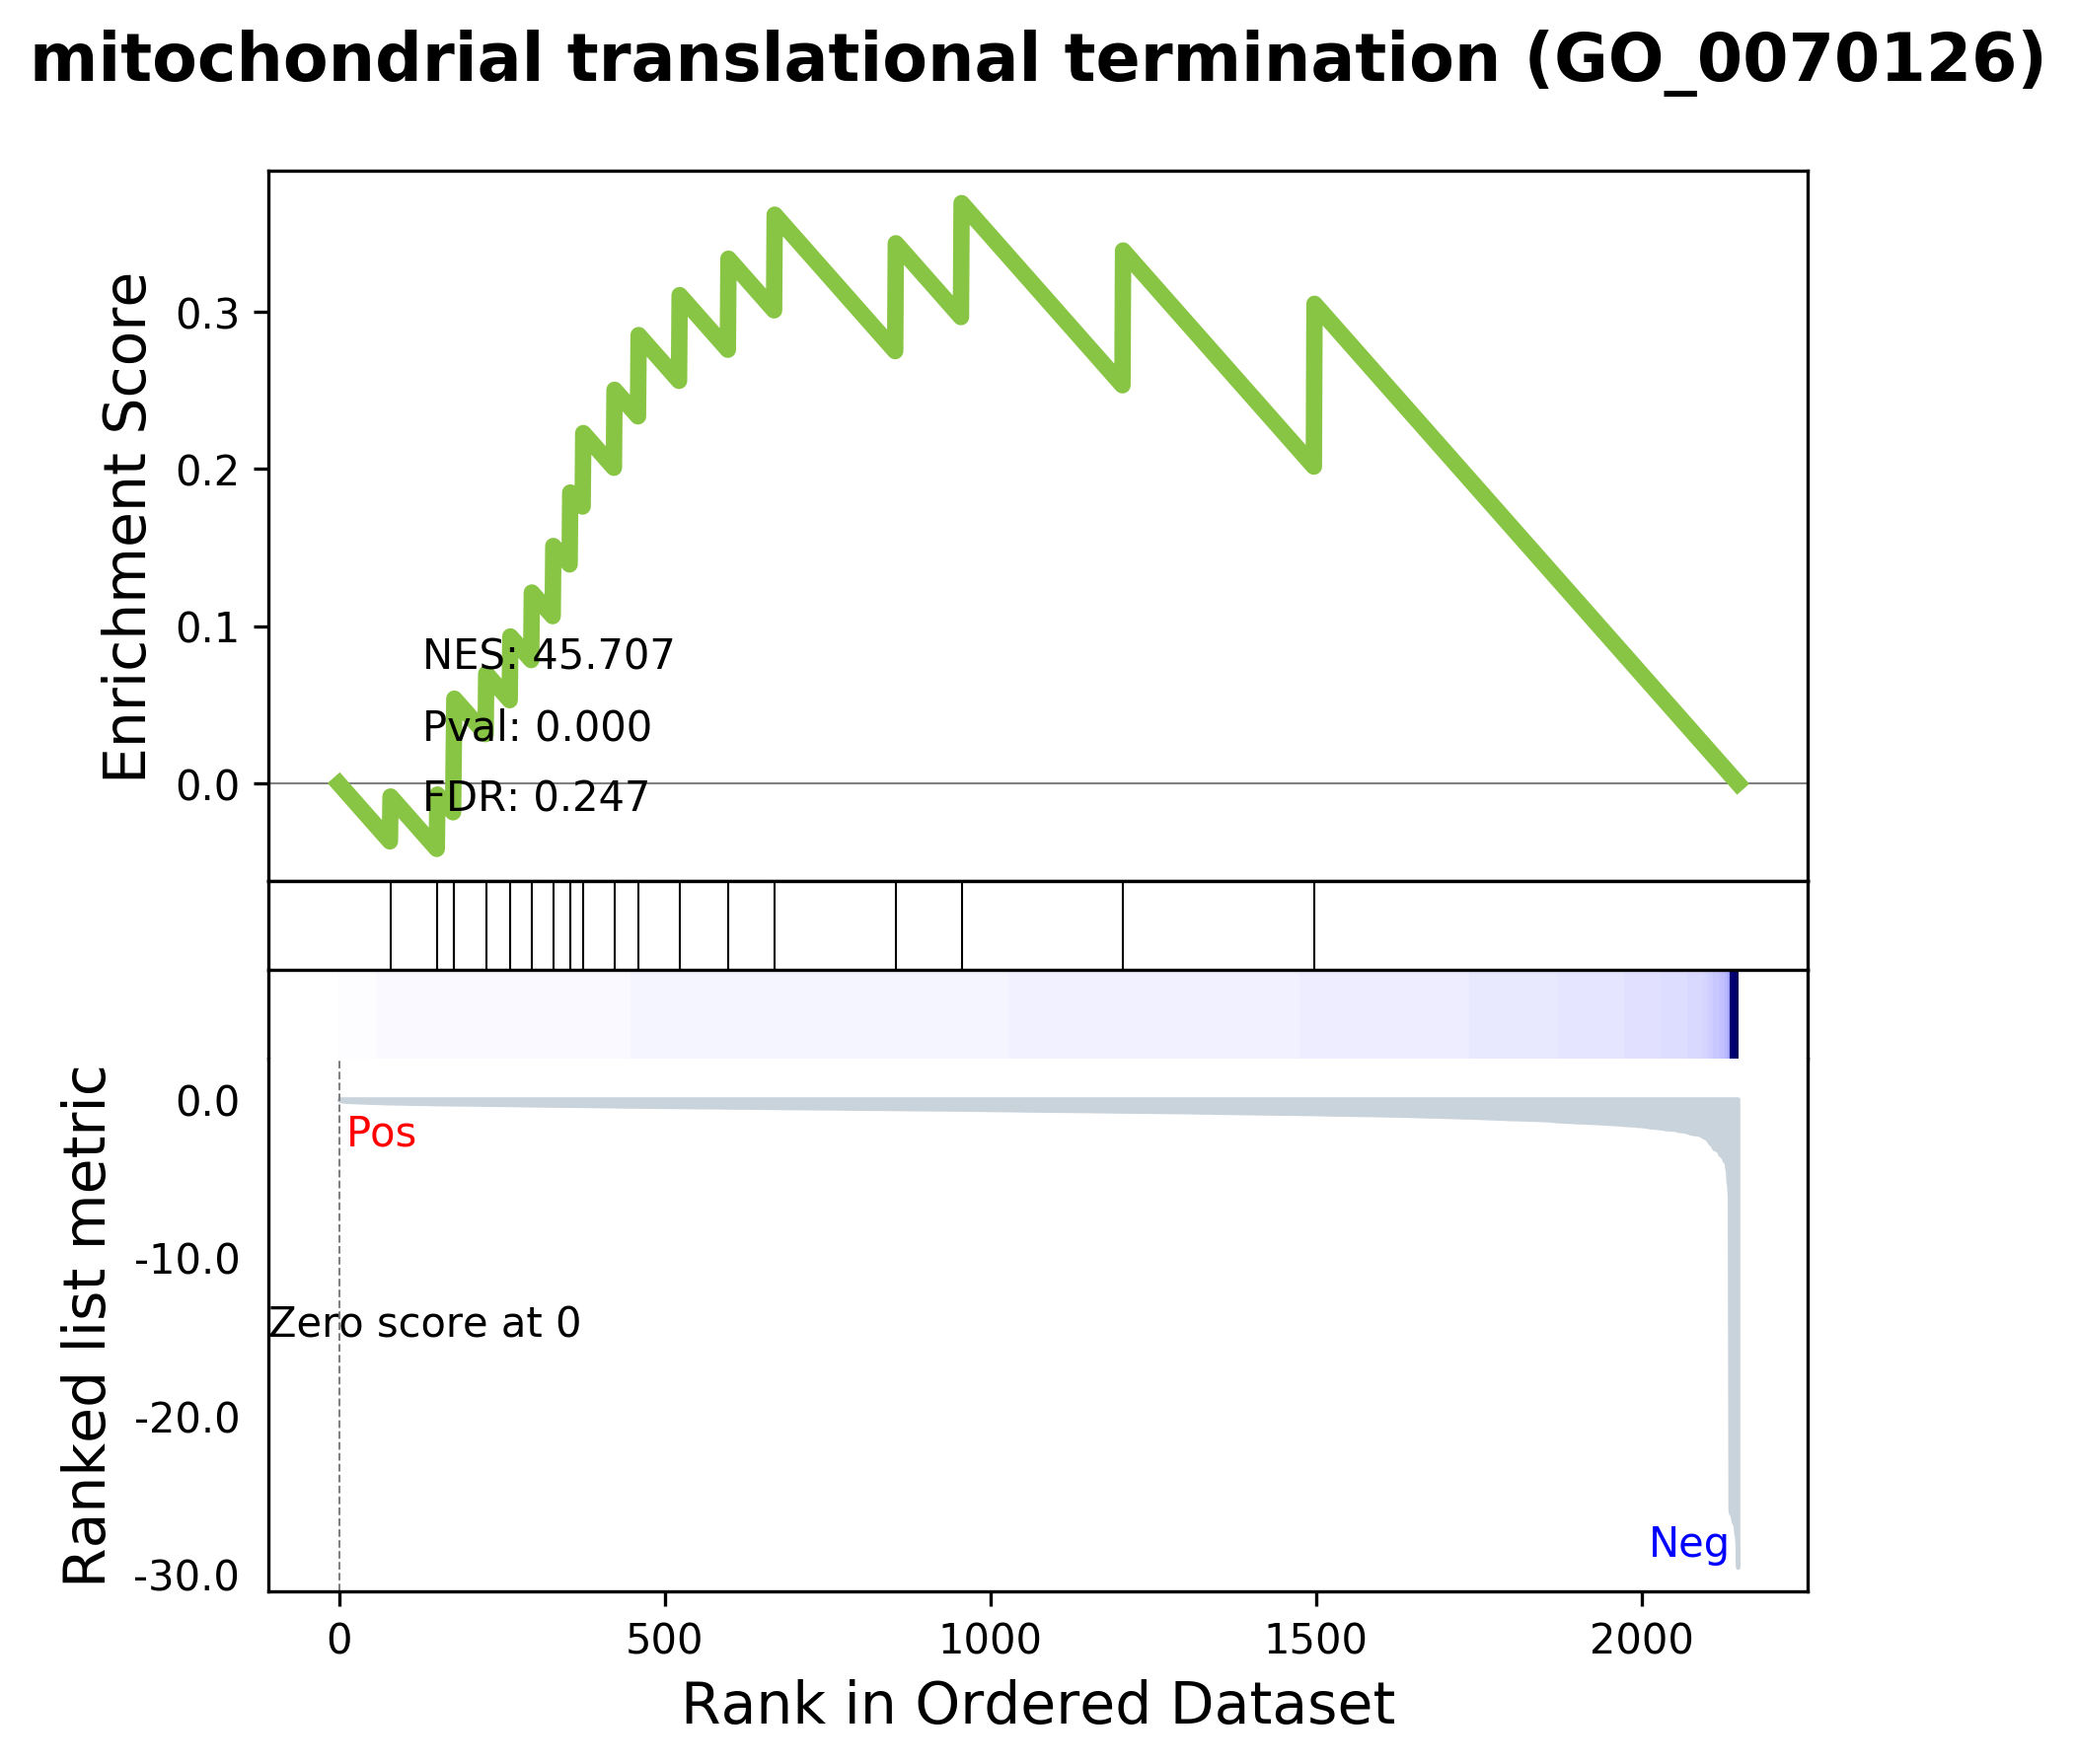 mitochondrial translational termination (GO_0070126)
Enrichment Score
0.3
0.2
0.1
0.0
NES: 45.707
Pval: 0.000
FDR: 0.247
Ranked list metric
0.0
-10.0
-20.0
-30.0
Pos
Zero score at 0
Neg
0 500 1000 1500 2000
Rank in Ordered Dataset